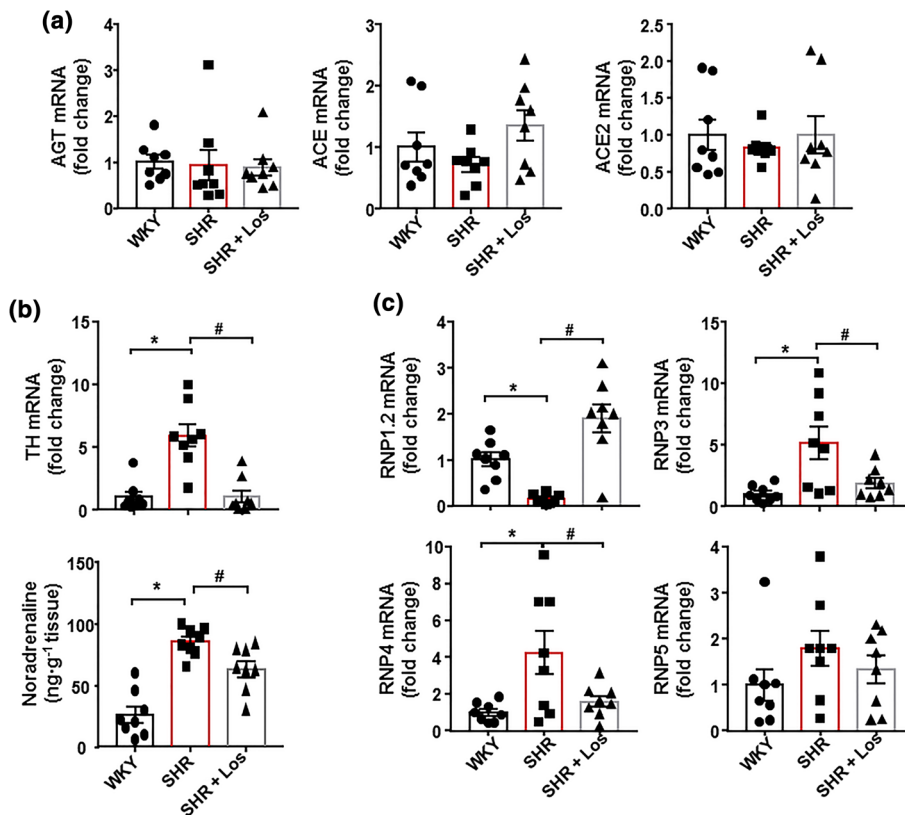 (a)
AGT mRNA
(fold change)
4
3
2
1
0
WKY
SHR
SHR + Los
ACE mRNA
(fold change)
3
2
1
0
WKY
SHR
SHR + Los
ACE2 mRNA
(fold change)
2.5
2.0
1.5
1.0
0.5
0.0
WKY
SHR
SHR + Los
(b)
TH mRNA
(fold change)
15
10
5
0
*
#
Noradrenaline
(ng·g-1 tissue)
150
100
50
0
*
#
WKY
SHR
SHR + Los
(c)
RNP1.2 mRNA
(fold change)
4
3
2
1
0
*
#
RNP3 mRNA
(fold change)
15
10
5
0
*
#
RNP4 mRNA
(fold change)
10
8
6
4
2
0
*
#
WKY
SHR
SHR + Los
RNP5 mRNA
(fold change)
4
3
2
1
0
WKY
SHR
SHR + Los